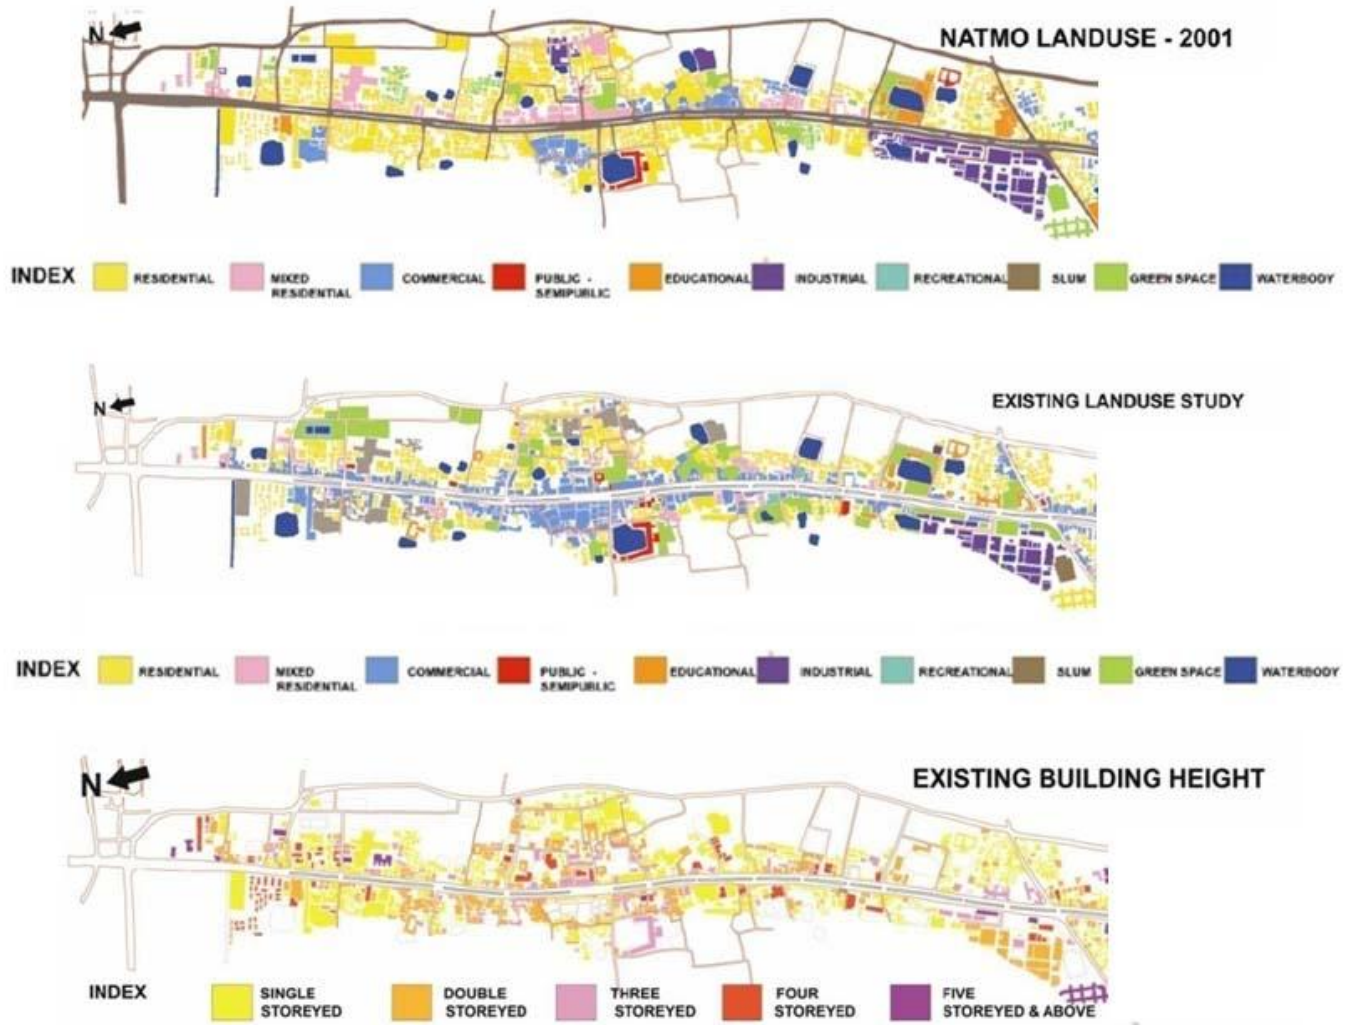 N
NATMO LANDUSE - 2001
INDEX
RESIDENTIAL
MIXED
RESIDENTIAL
COMMERCIAL
PUBLIC -
SEMIPUBLIC
EDUCATIONAL
INDUSTRIAL
RECREATIONAL
SLUM
GREEN SPACE
WATERBODY
N
EXISTING LANDUSE STUDY
INDEX
RESIDENTIAL
MIXED
RESIDENTIAL
COMMERCIAL
PUBLIC -
SEMIPUBLIC
EDUCATIONAL
INDUSTRIAL
RECREATIONAL
SLUM
GREEN SPACE
WATERBODY
N
EXISTING BUILDING HEIGHT
INDEX
SINGLE
STOREYED
DOUBLE
STOREYED
THREE
STOREYED
FOUR
STOREYED
FIVE
STOREYED & ABOVE